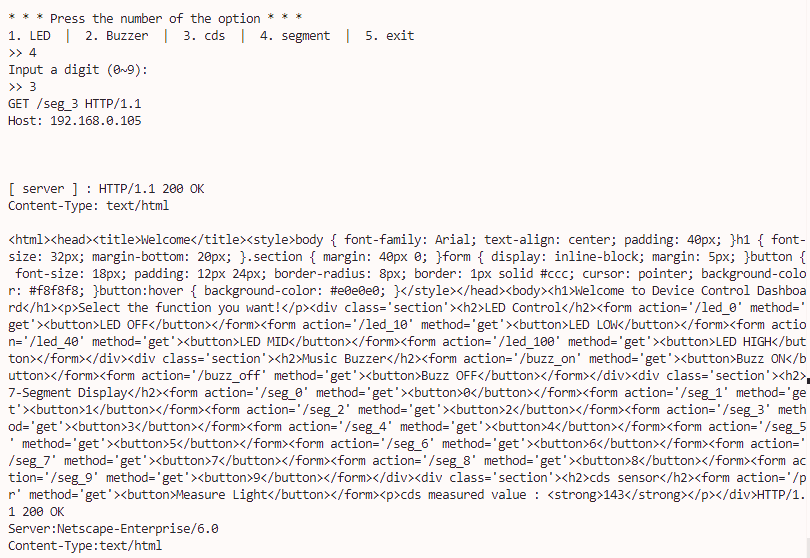 * * * Press the number of the option * * *
1. LED  |  2. Buzzer  |  3. cds  |  4. segment  |  5. exit
>> 4
Input a digit (0~9):
>> 3
GET /seg_3 HTTP/1.1
Host: 192.168.0.105
[ server ] : HTTP/1.1 200 OK
Content-Type: text/html
<html><head><title>Welcome</title><style>body { font-family: Arial; text-align: center; padding: 40px; }h1 { font-
size: 32px; margin-bottom: 20px; }.section { margin: 40px 0; }form { display: inline-block; margin: 5px; }button {
 font-size: 18px; padding: 12px 24px; border-radius: 8px; border: 1px solid #ccc; cursor: pointer; background-colo
r: #f8f8f8; }button:hover { background-color: #e0e0e0; }</style></head><body><h1>Welcome to Device Control Dashboa
rd</h1><p>Select the function you want!</p><div class='section'><h2>LED Control</h2><form action='/led_0' method='
get'><button>LED OFF</button></form><form action='/led_10' method='get'><button>LED LOW</button></form><form actio
n='/led_40' method='get'><button>LED MID</button></form><form action='/led_100' method='get'><button>LED HIGH</but
ton></form></div><div class='section'><h2>Music Buzzer</h2><form action='/buzz_on' method='get'><button>Buzz ON</b
utton></form><form action='/buzz_off' method='get'><button>Buzz OFF</button></form></div><div class='section'><h2>
7-Segment Display</h2><form action='/seg_0' method='get'><button>0</button></form><form action='/seg_1' method='ge
t'><button>1</button></form><form action='/seg_2' method='get'><button>2</button></form><form action='/seg_3' meth
od='get'><button>3</button></form><form action='/seg_4' method='get'><button>4</button></form><form action='/seg_5
' method='get'><button>5</button></form><form action='/seg_6' method='get'><button>6</button></form><form action='
/seg_7' method='get'><button>7</button></form><form action='/seg_8' method='get'><button>8</button></form><form ac
tion='/seg_9' method='get'><button>9</button></form></div><div class='section'><h2>cds sensor</h2><form action='/p
r' method='get'><button>Measure Light</button></form><p>cds measured value : <strong>143</strong></p></div>HTTP/1.
1 200 OK
Server:Netscape-Enterprise/6.0
Content-Type:text/html